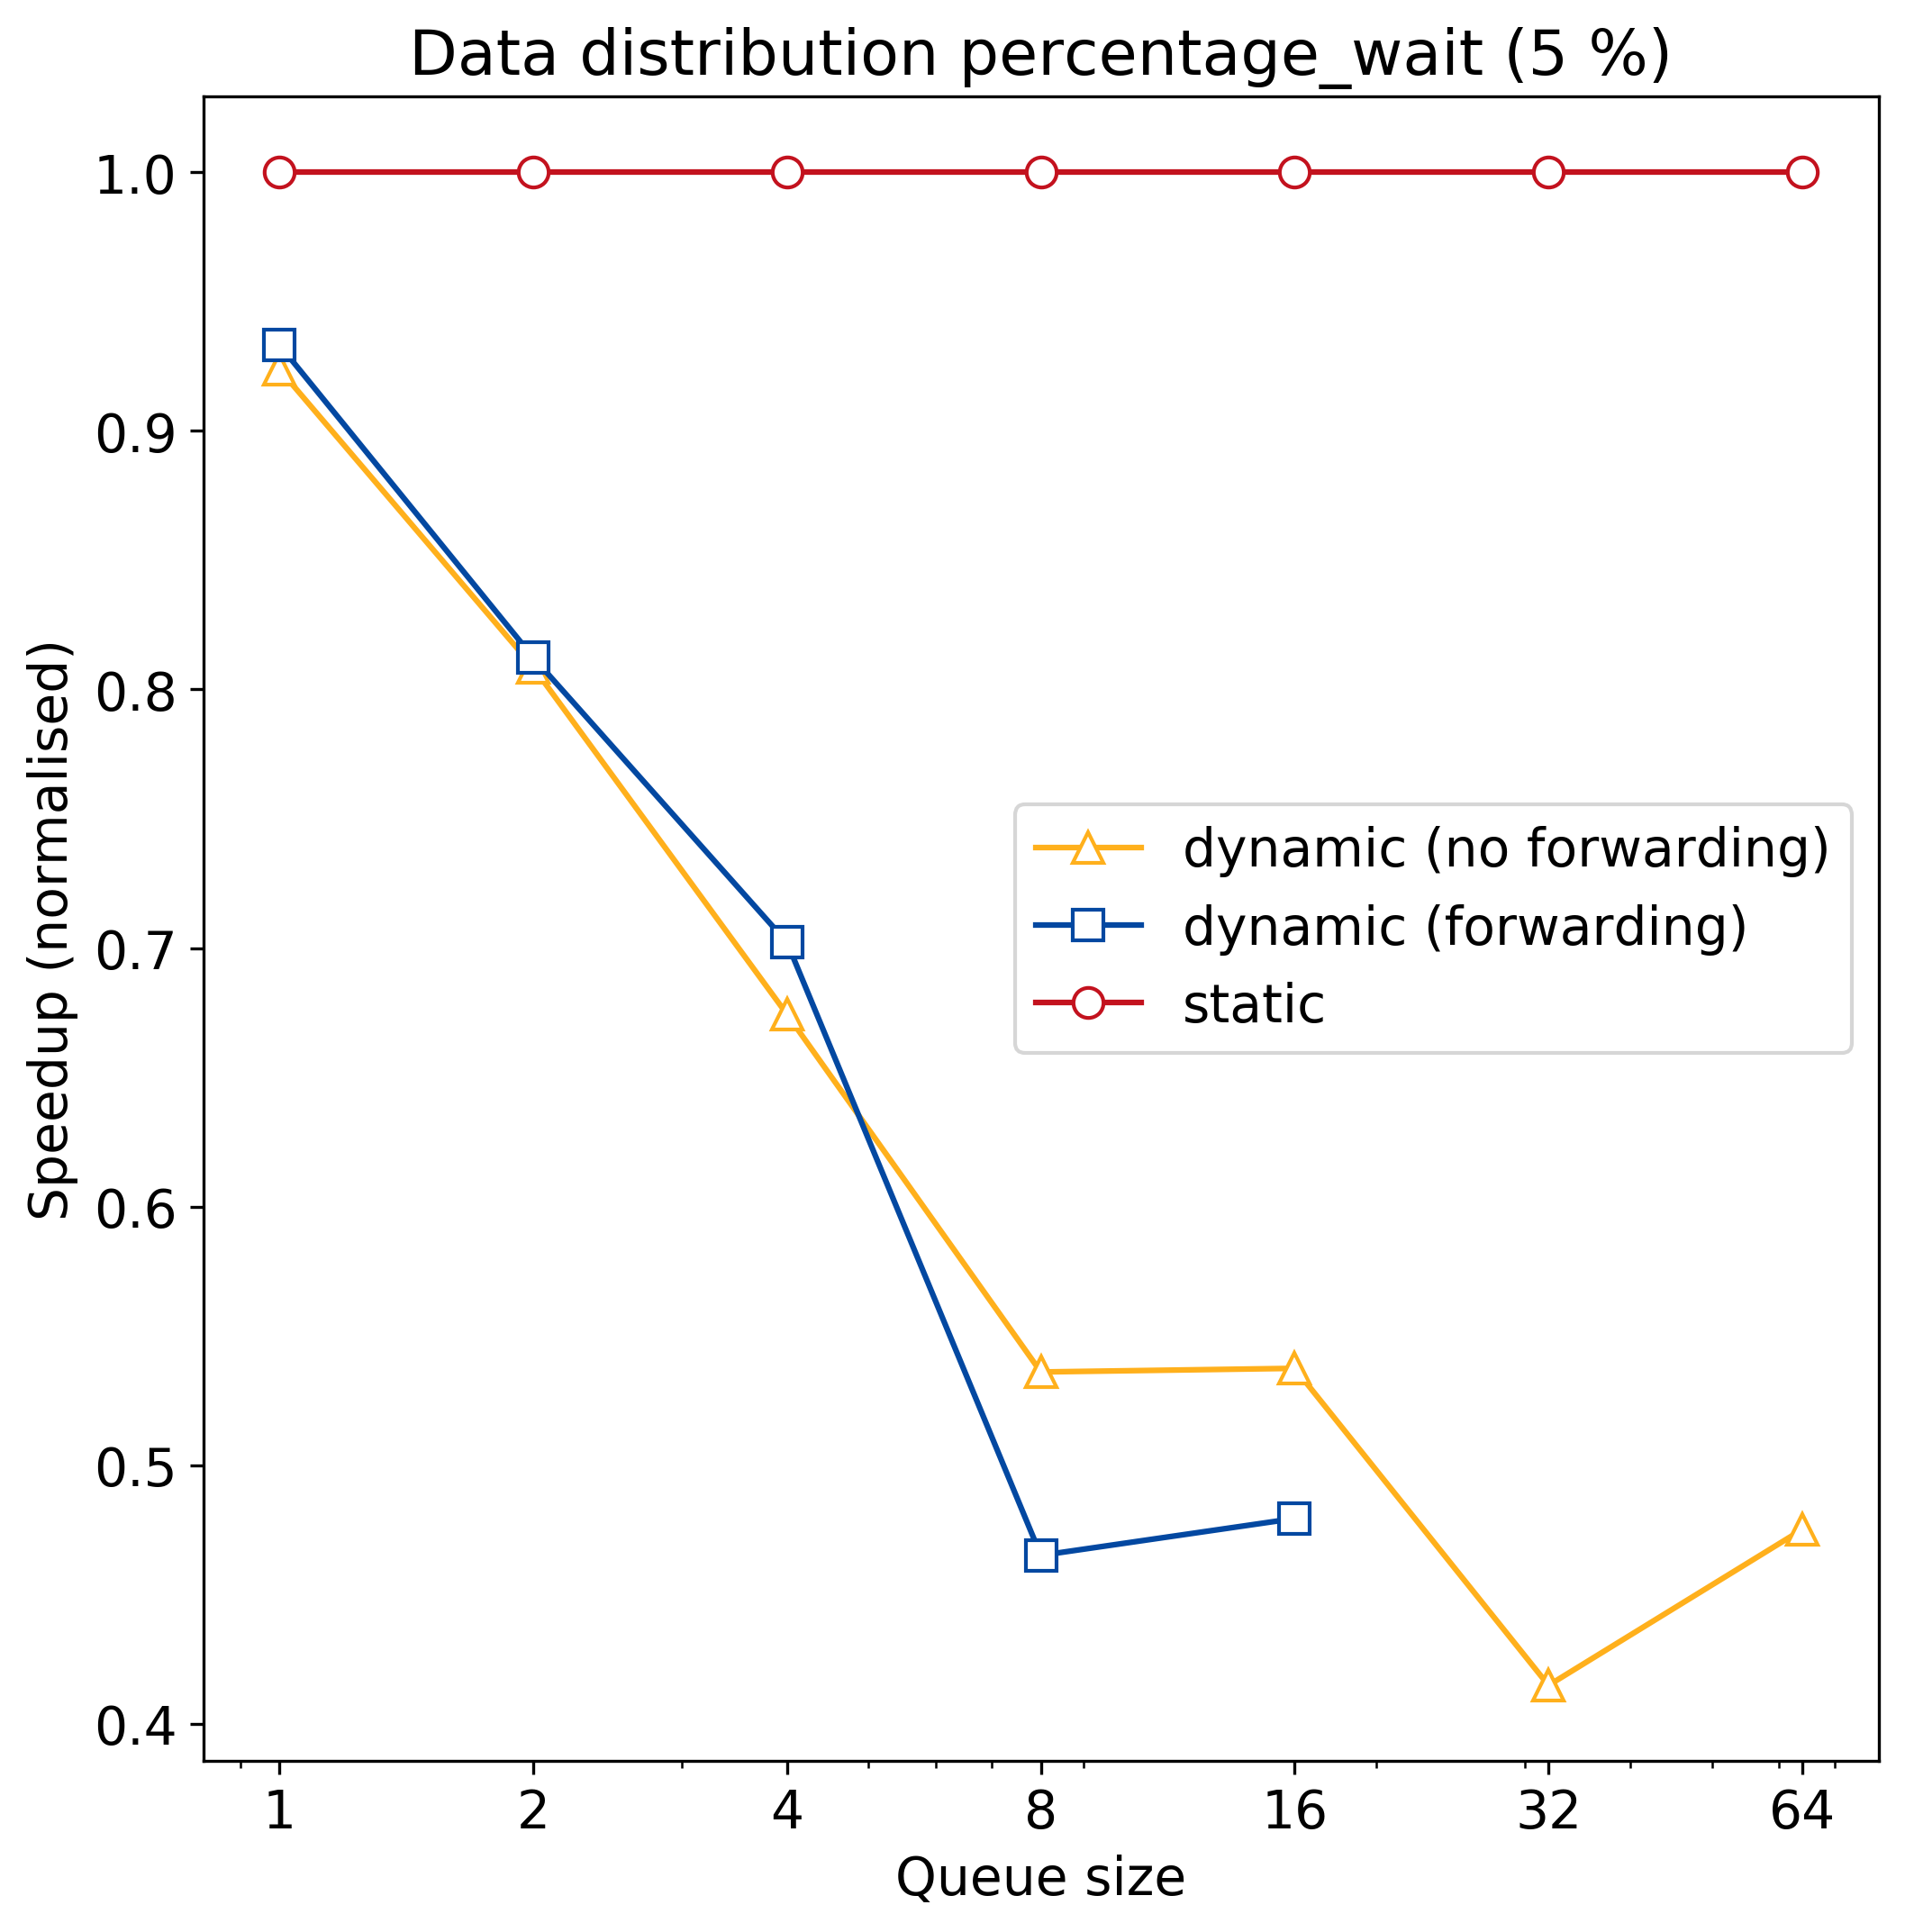 Data distribution percentage_wait (5 %)
Speedup (normalised)
1.0
0.9
0.8
0.7
0.6
0.5
0.4
dynamic (no forwarding)
dynamic (forwarding)
static
1 2 4 8 16 32 64
Queue size